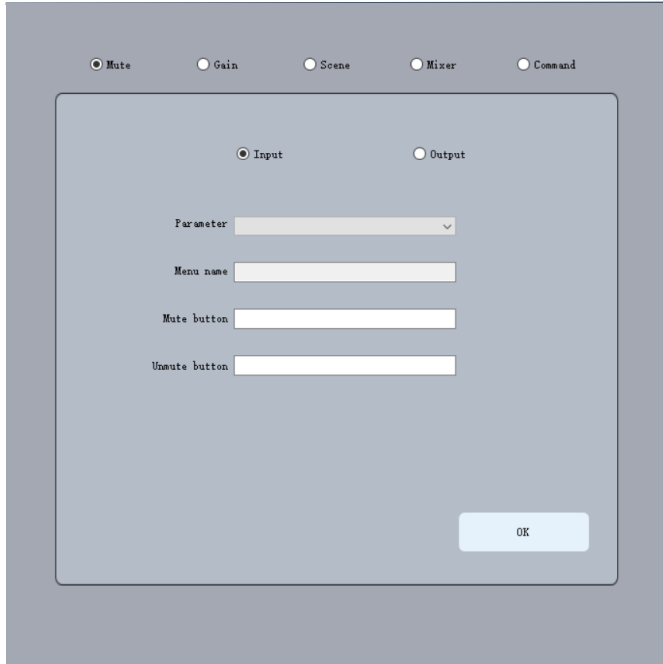 Mute Gain Scene Mixer Command
Input Output
Parameter
Menu name
Mute button
Unmute button
OK